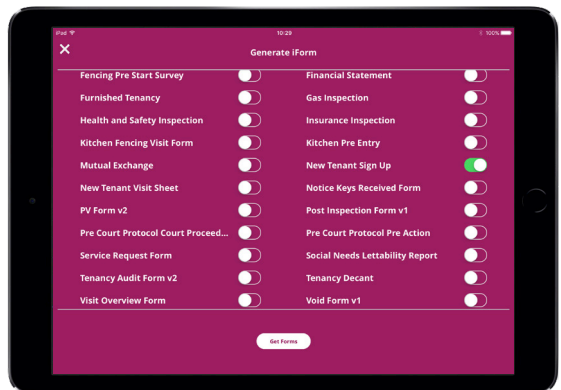 iPad 10:29 100%
Generate iForm
Fencing Pre Start Survey Financial Statement
Furnished Tenancy Gas Inspection
Health and Safety Inspection Insurance Inspection
Kitchen Fencing Visit Form Kitchen Pre Entry
Mutual Exchange New Tenant Sign Up
New Tenant Visit Sheet Notice Keys Received Form
PV Form v2 Post Inspection Form v1
Pre Court Protocol Court Proceed... Pre Court Protocol Pre Action
Service Request Form Social Needs Lettability Report
Tenancy Audit Form v2 Tenancy Decant
Visit Overview Form Void Form v1
Get Forms